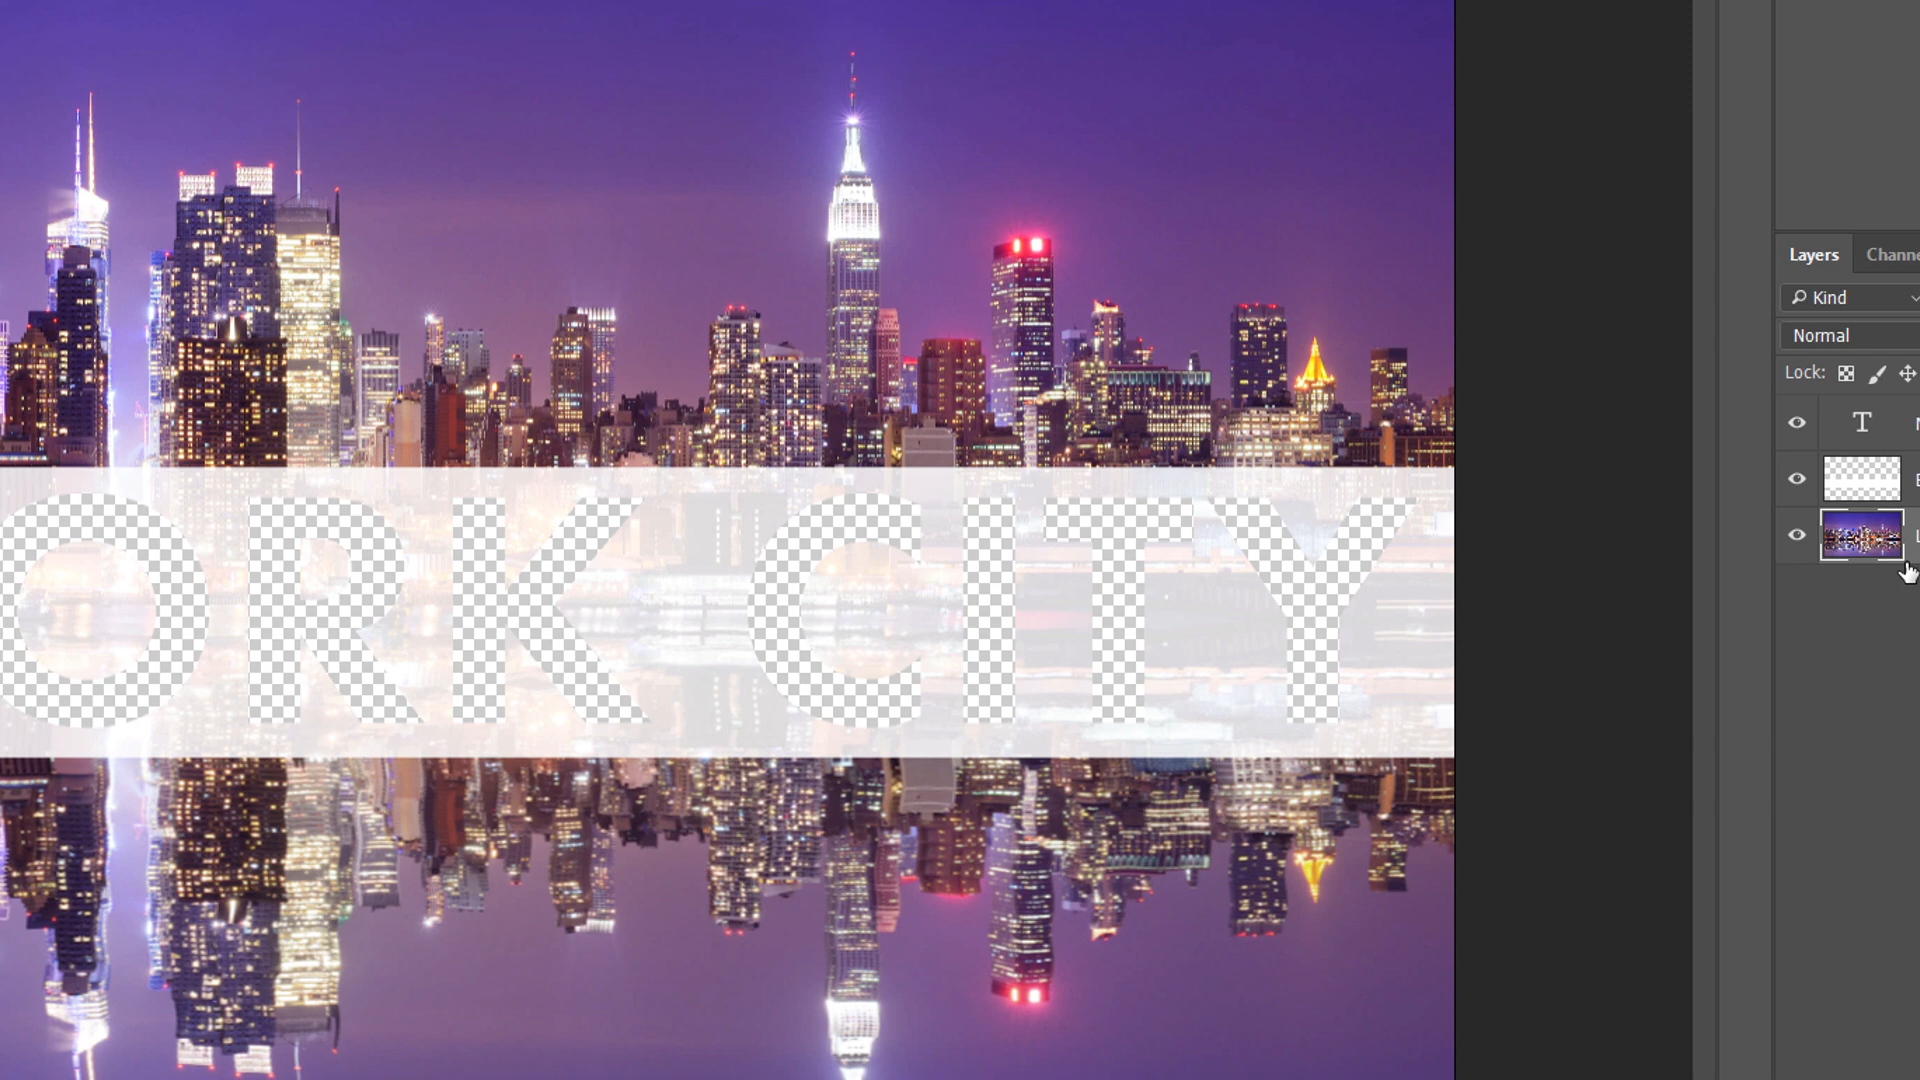 ORK CITY
Layers
Kind
Normal
Lock:
T